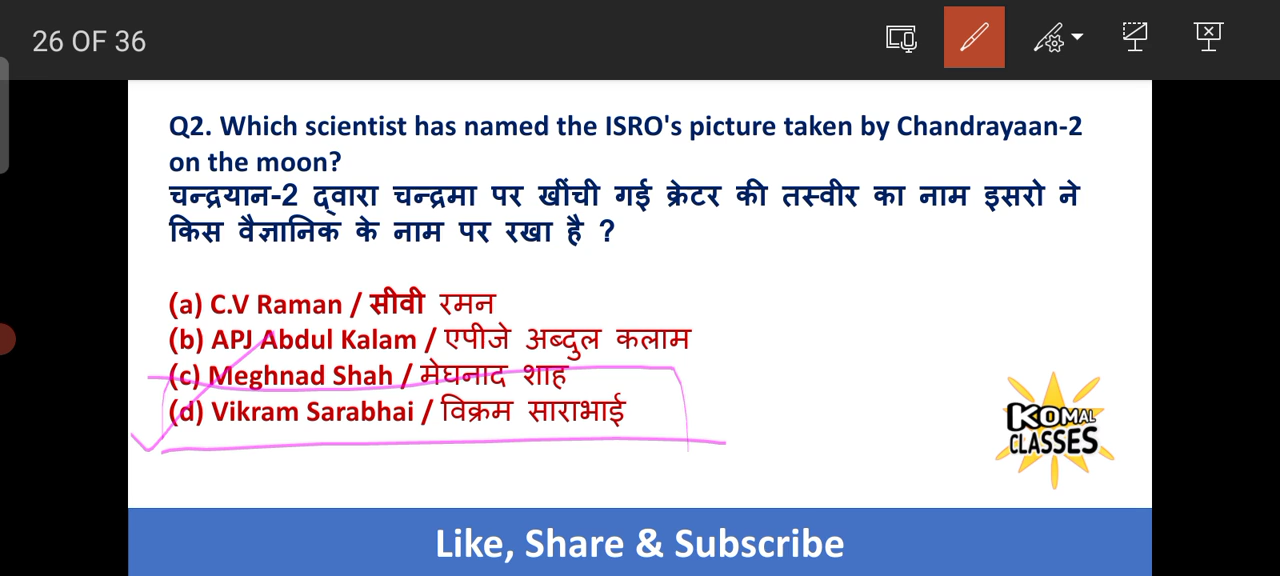 26 OF 36
Q2. Which scientist has named the ISRO's picture taken by Chandrayaan-2
on the moon?
चन्द्रयान-2 द्वारा चन्द्रमा पर खींची गई क्रेटर की तस्वीर का नाम इसरो ने
किस वैज्ञानिक के नाम पर रखा है ?
(a) C.V Raman / सीवी रमन
(b) APJ Abdul Kalam / एपीजे अब्दुल कलाम
(c) Meghnad Shah / मेघनाद शाह
(d) Vikram Sarabhai / विक्रम साराभाई
KOMAL
CLASSES
Like, Share & Subscribe